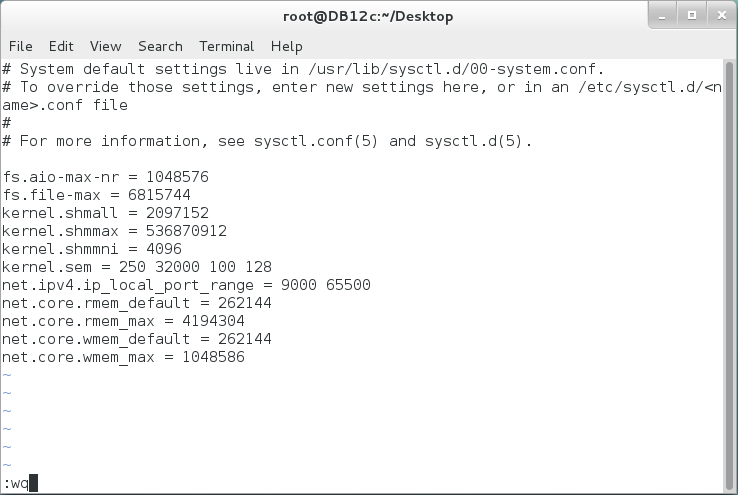 root@DB12c:~/Desktop
File Edit View Search Terminal Help
# System default settings live in /usr/lib/sysctl.d/00-system.conf.
# To override those settings, enter new settings here, or in an /etc/sysctl.d/<n
ame>.conf file
#
# For more information, see sysctl.conf(5) and sysctl.d(5).
fs.aio-max-nr = 1048576
fs.file-max = 6815744
kernel.shmall = 2097152
kernel.shmmax = 536870912
kernel.shmmni = 4096
kernel.sem = 250 32000 100 128
net.ipv4.ip_local_port_range = 9000 65500
net.core.rmem_default = 262144
net.core.rmem_max = 4194304
net.core.wmem_default = 262144
net.core.wmem_max = 1048586
~
~
~
~
~
~
:wq